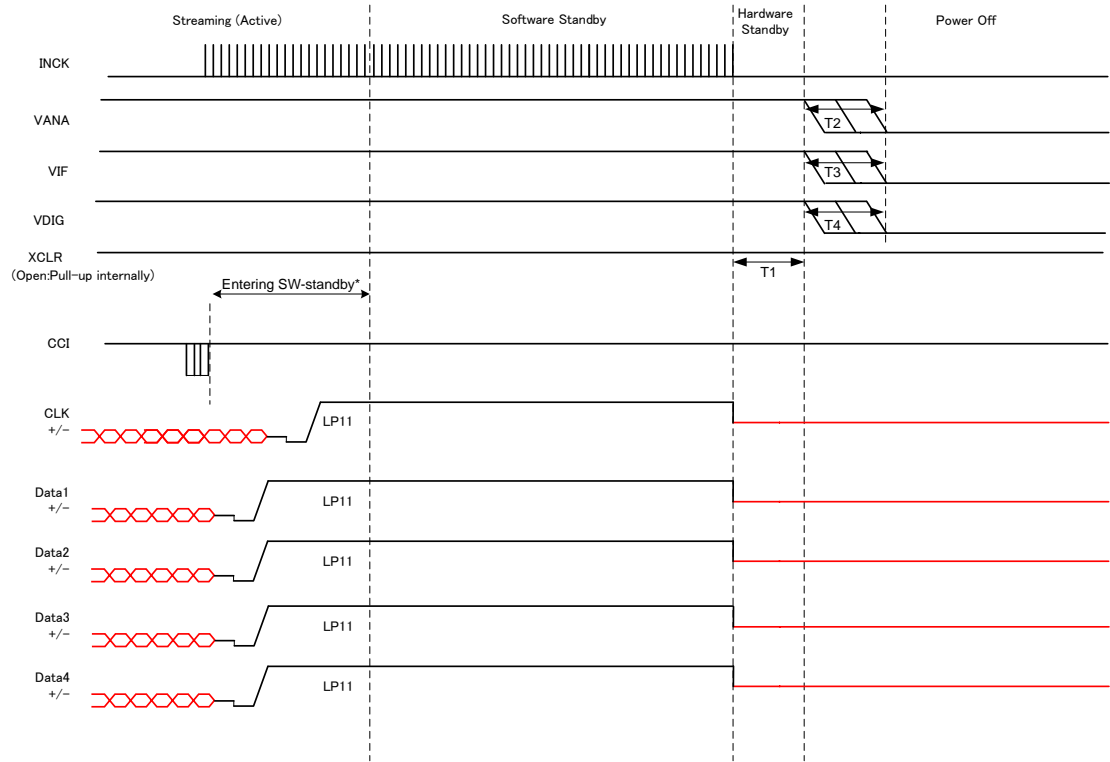 Streaming (Active)
Software Standby
Hardware
Standby
Power Off
INCK
VANA
T2
VIF
T3
VDIG
T4
XCLR
(Open:Pull-up internally)
T1
Entering SW-standby*
CCI
CLK
+/-
LP11
Data1
+/-
LP11
Data2
+/-
LP11
Data3
+/-
LP11
Data4
+/-
LP11